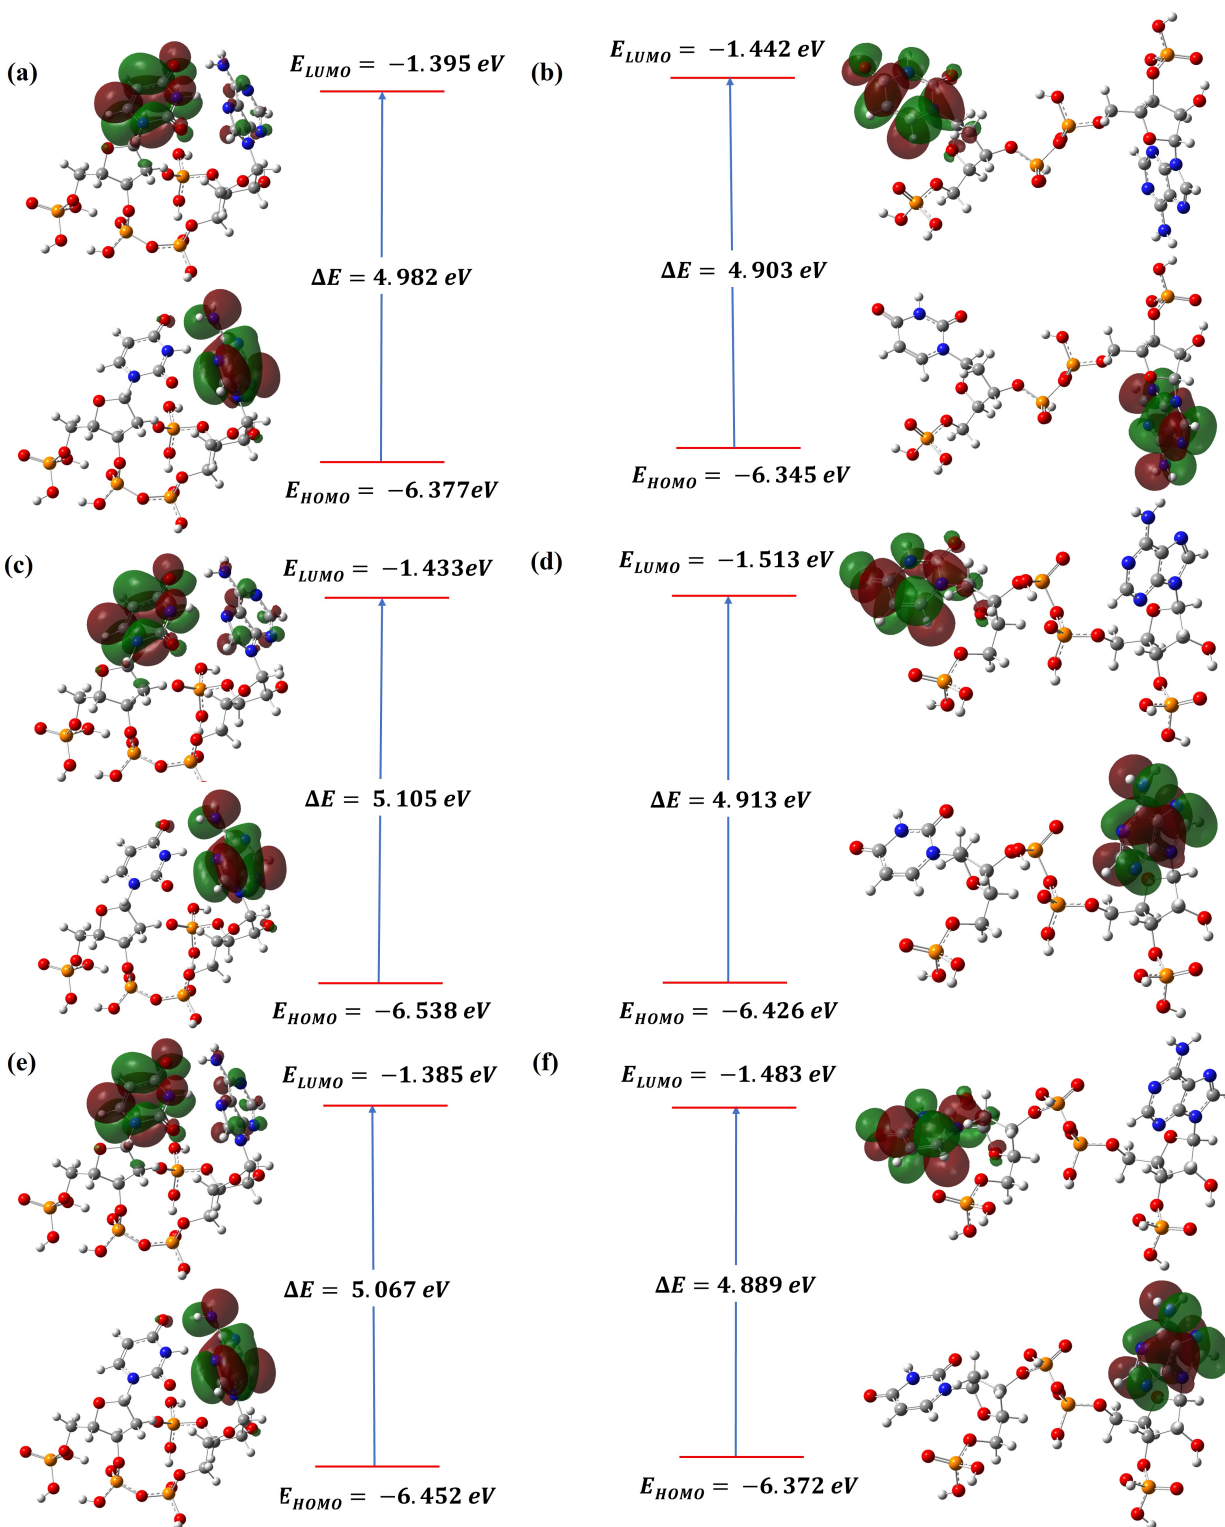 (a)
E_LUMO = −1.395 eV
ΔE = 4.982 eV
E_HOMO = −6.377eV
(b)
E_LUMO = −1.442 eV
ΔE = 4.903 eV
E_HOMO = −6.345 eV
(c)
E_LUMO = −1.433eV
ΔE = 5.105 eV
E_HOMO = −6.538 eV
(d)
E_LUMO = −1.513 eV
ΔE = 4.913 eV
E_HOMO = −6.426 eV
(e)
E_LUMO = −1.385 eV
ΔE = 5.067 eV
E_HOMO = −6.452 eV
(f)
E_LUMO = −1.483 eV
ΔE = 4.889 eV
E_HOMO = −6.372 eV